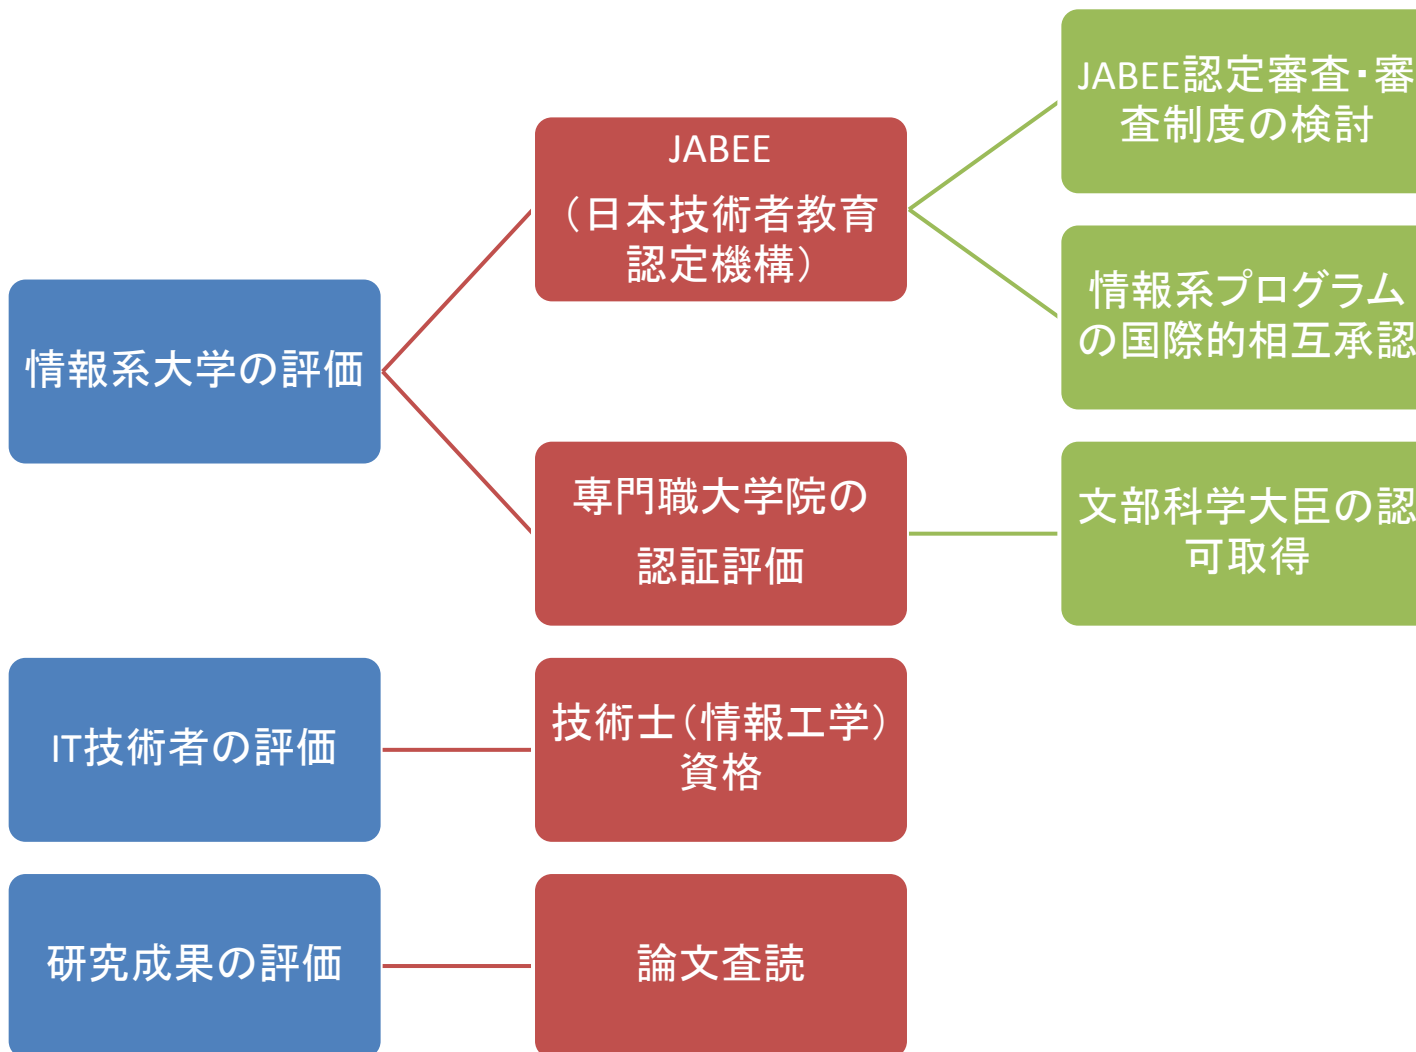 情報系大学の評価
JABEE
（日本技術者教育
認定機構）
JABEE認定審査・審
査制度の検討
情報系プログラム
の国際的相互承認
専門職大学院の
認証評価
文部科学大臣の認
可取得
IT技術者の評価
技術士（情報工学）
資格
研究成果の評価
論文査読